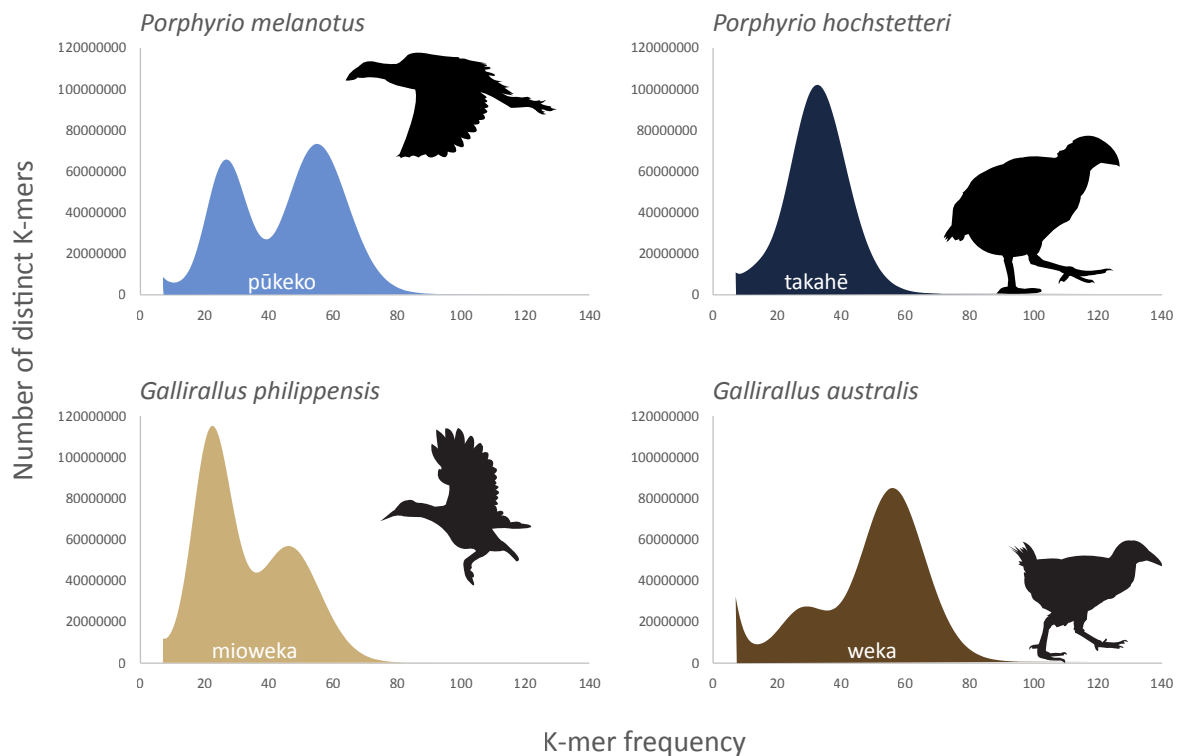 Porphyrio melanotus
120000000
100000000
80000000
60000000
40000000
20000000
0
pūkeko
0 20 40 60 80 100 120 140
Porphyrio hochstetteri
120000000
100000000
80000000
60000000
40000000
20000000
0
takahē
0 20 40 60 80 100 120 140
Number of distinct K-mers
Gallirallus philippensis
120000000
100000000
80000000
60000000
40000000
20000000
0
mioweka
0 20 40 60 80 100 120 140
Gallirallus australis
120000000
100000000
80000000
60000000
40000000
20000000
0
weka
0 20 40 60 80 100 120 140
K-mer frequency